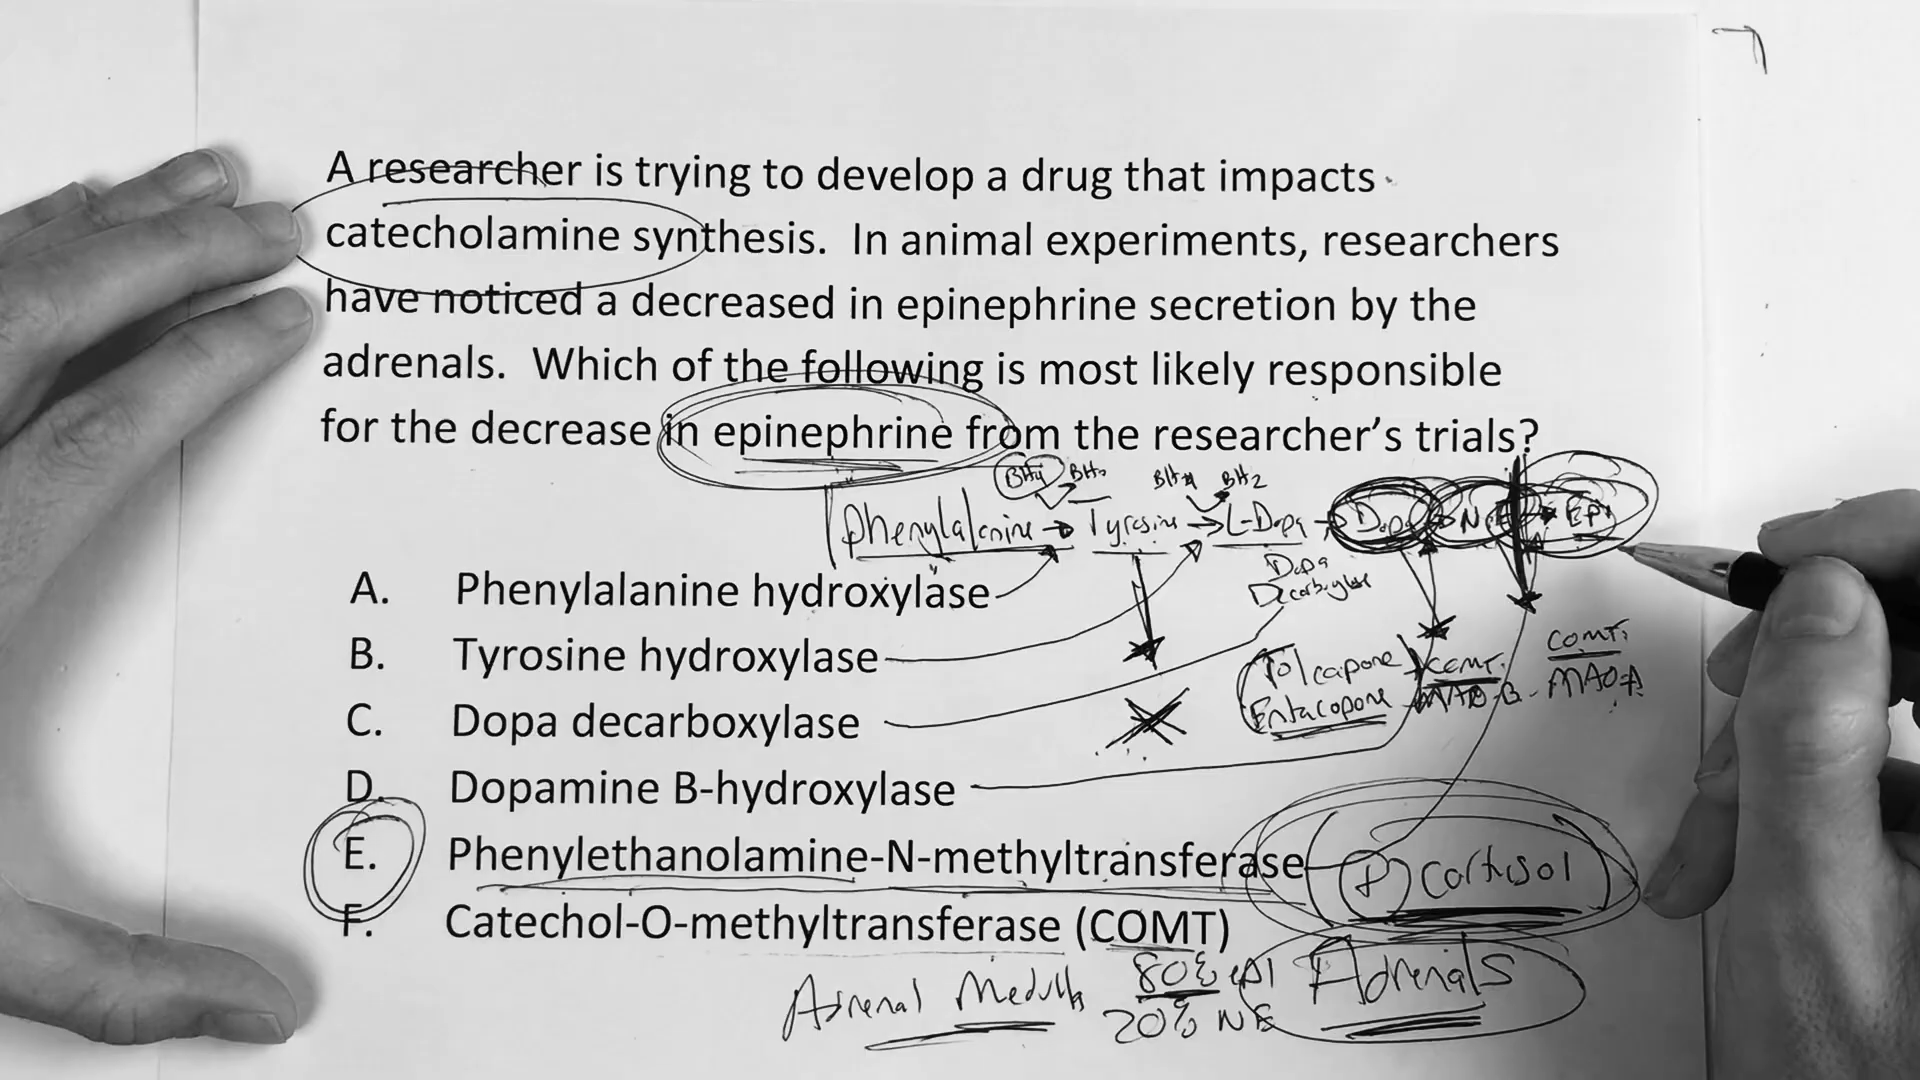 A researcher is trying to develop a drug that impacts
catecholamine synthesis. In animal experiments, researchers
have noticed a decreased in epinephrine secretion by the
adrenals. Which of the following is most likely responsible
for the decrease in epinephrine from the researcher's trials?
BH4 BH2 BH4 BH2
Phenylalanine → Tyrosine → L-Dopa → Dopa → NE → Epi
Dopa
Decarboxylase
A. Phenylalanine hydroxylase
B. Tyrosine hydroxylase
COMT
Tolcapone COMT
Entacapone MAO-B - MAO-A
C. Dopa decarboxylase
D. Dopamine B-hydroxylase
E. Phenylethanolamine-N-methyltransferase (+) cortisol
F. Catechol-O-methyltransferase (COMT)
Adrenal Medulla 80% epi Adrenals
20% NE